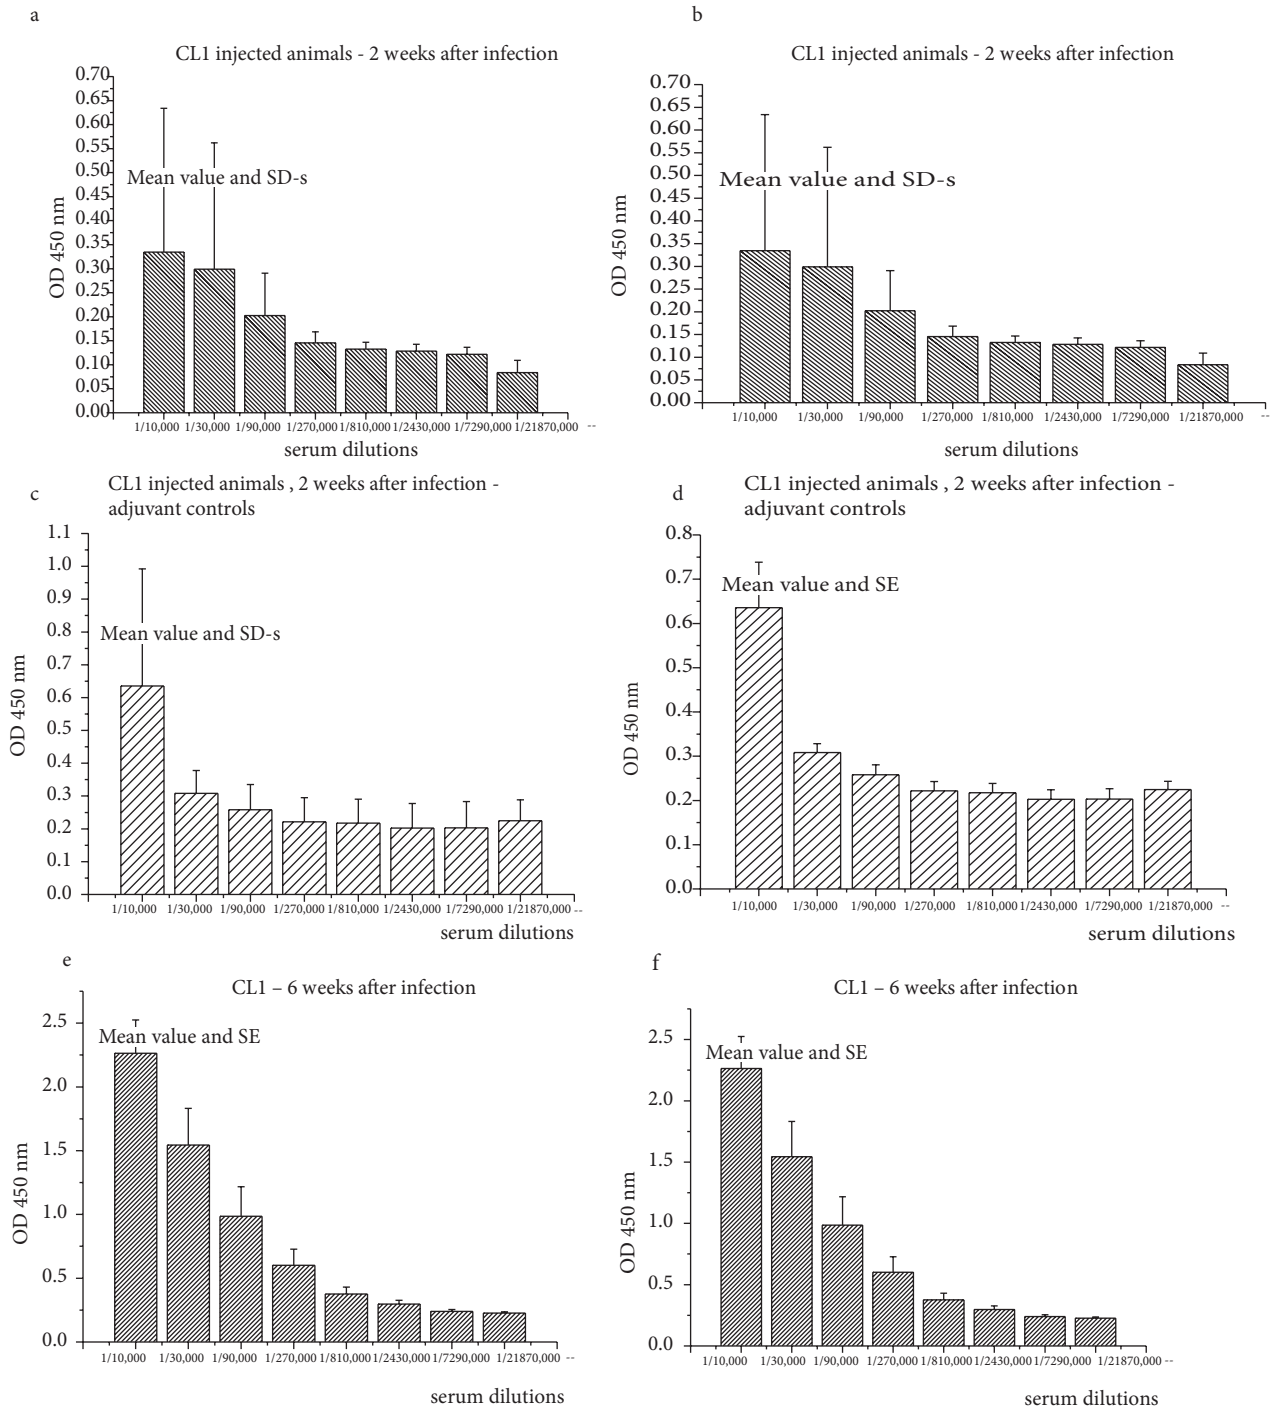 a
CL1 injected animals - 2 weeks after infection
0.70
0.65
0.60
0.55
0.50
0.45
0.40
0.35
0.30
0.25
0.20
0.15
0.10
0.05
0.00
Mean value and SD-s
OD 450 nm
1/10,000 1/30,000 1/90,000 1/270,000 1/810,000 1/2430,000 1/7290,000 1/21870,000 --
serum dilutions
b
CL1 injected animals - 2 weeks after infection
0.70
0.65
0.60
0.55
0.50
0.45
0.40
0.35
0.30
0.25
0.20
0.15
0.10
0.05
0.00
Mean value and SD-s
OD 450 nm
1/10,000 1/30,000 1/90,000 1/270,000 1/810,000 1/2430,000 1/7290,000 1/21870,000 --
serum dilutions
c
CL1 injected animals , 2 weeks after infection -
adjuvant controls
1.1
1.0
0.9
0.8
0.7
0.6
0.5
0.4
0.3
0.2
0.1
0.0
Mean value and SD-s
OD 450 nm
1/10,000 1/30,000 1/90,000 1/270,000 1/810,000 1/2430,000 1/7290,000 1/21870,000 --
serum dilutions
d
CL1 injected animals , 2 weeks after infection -
adjuvant controls
0.8
0.7
0.6
0.5
0.4
0.3
0.2
0.1
0.0
Mean value and SE
OD 450 nm
1/10,000 1/30,000 1/90,000 1/270,000 1/810,000 1/2430,000 1/7290,000 1/21870,000 --
serum dilutions
e
CL1 – 6 weeks after infection
2.5
2.0
1.5
1.0
0.5
0.0
Mean value and SE
OD 450 nm
1/10,000 1/30,000 1/90,000 1/270,000 1/810,000 1/2430,000 1/7290,000 1/21870,000 --
serum dilutions
f
CL1 – 6 weeks after infection
2.5
2.0
1.5
1.0
0.5
0.0
Mean value and SE
OD 450 nm
1/10,000 1/30,000 1/90,000 1/270,000 1/810,000 1/2430,000 1/7290,000 1/21870,000 --
serum dilutions